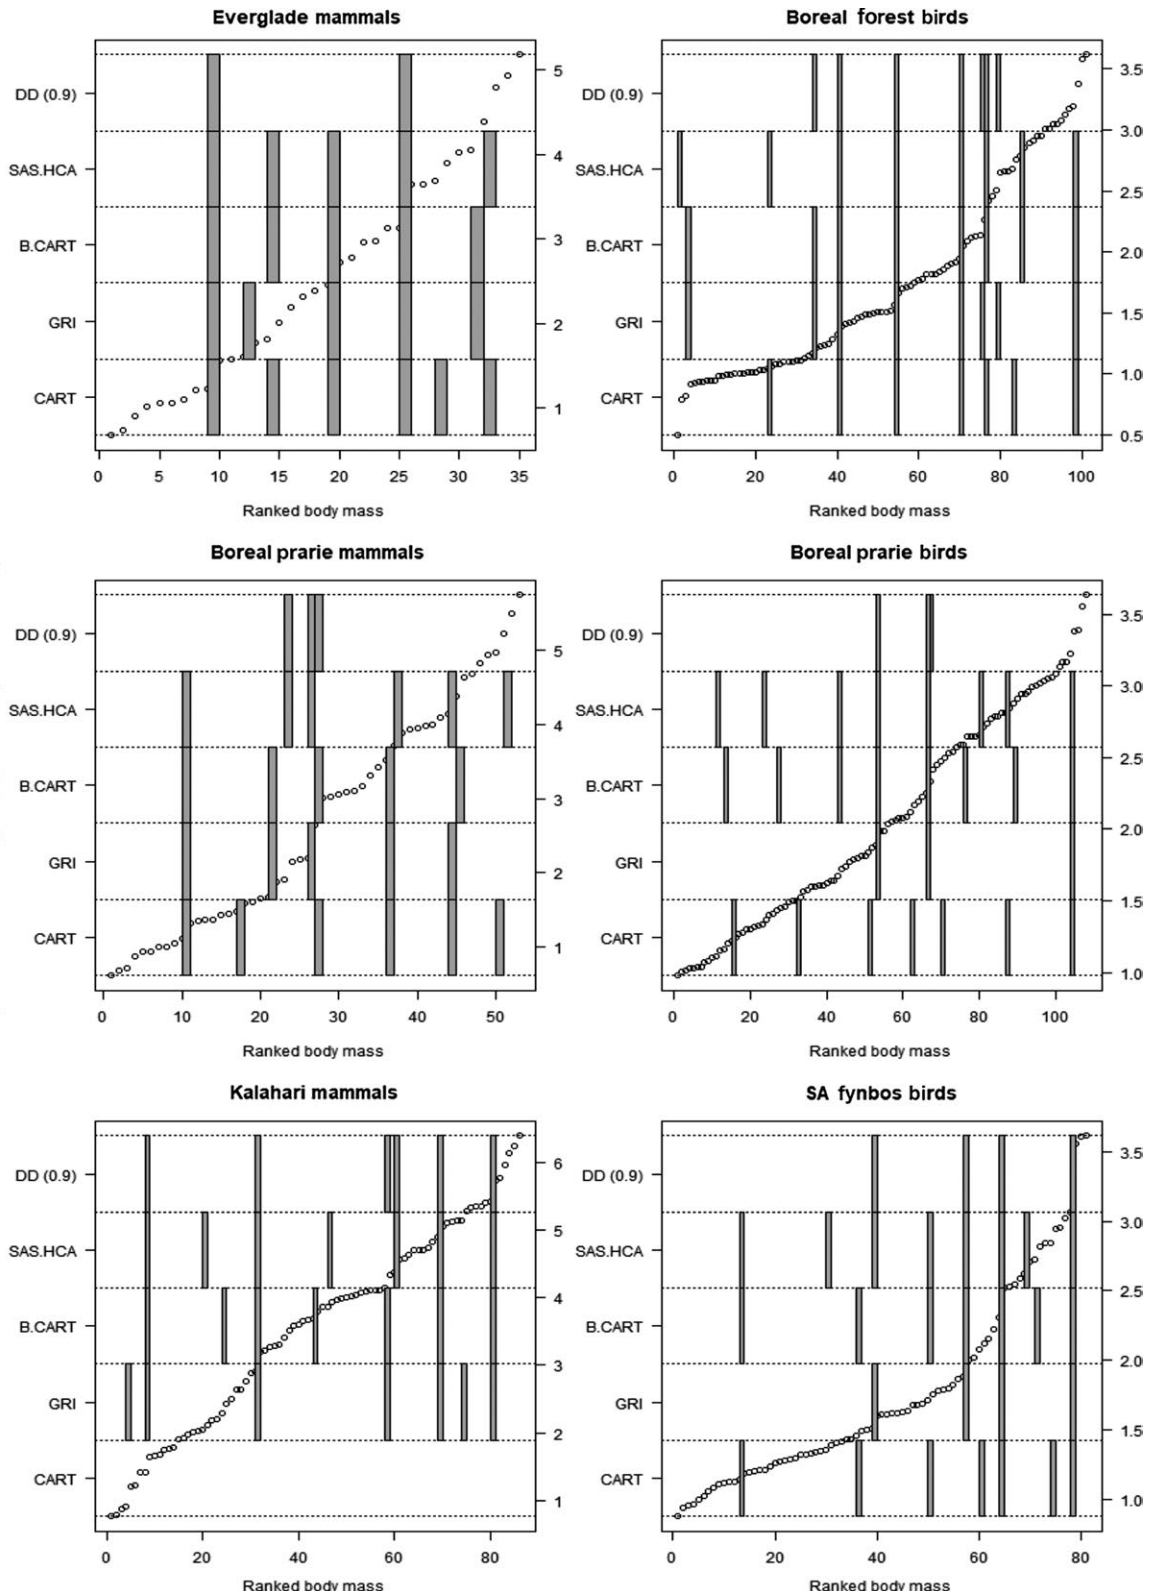 Everglade mammals
DD (0.9)
SAS.HCA
B.CART
GRI
CART
5
4
3
2
1
0 5 10 15 20 25 30 35
Ranked body mass
Boreal forest birds
DD (0.9)
SAS.HCA
B.CART
GRI
CART
3.5
3.0
2.5
2.0
1.5
1.0
0.5
0 20 40 60 80 100
Ranked body mass
Boreal prarie mammals
DD (0.9)
SAS.HCA
B.CART
GRI
CART
5
4
3
2
1
0 10 20 30 40 50
Ranked body mass
Boreal prarie birds
DD (0.9)
SAS.HCA
B.CART
GRI
CART
3.5
3.0
2.5
2.0
1.5
1.0
0 20 40 60 80 100
Ranked body mass
Kalahari mammals
DD (0.9)
SAS.HCA
B.CART
GRI
CART
6
5
4
3
2
1
0 20 40 60 80
Ranked body mass
SA fynbos birds
DD (0.9)
SAS.HCA
B.CART
GRI
CART
3.5
3.0
2.5
2.0
1.5
1.0
0 20 40 60 80
Ranked body mass